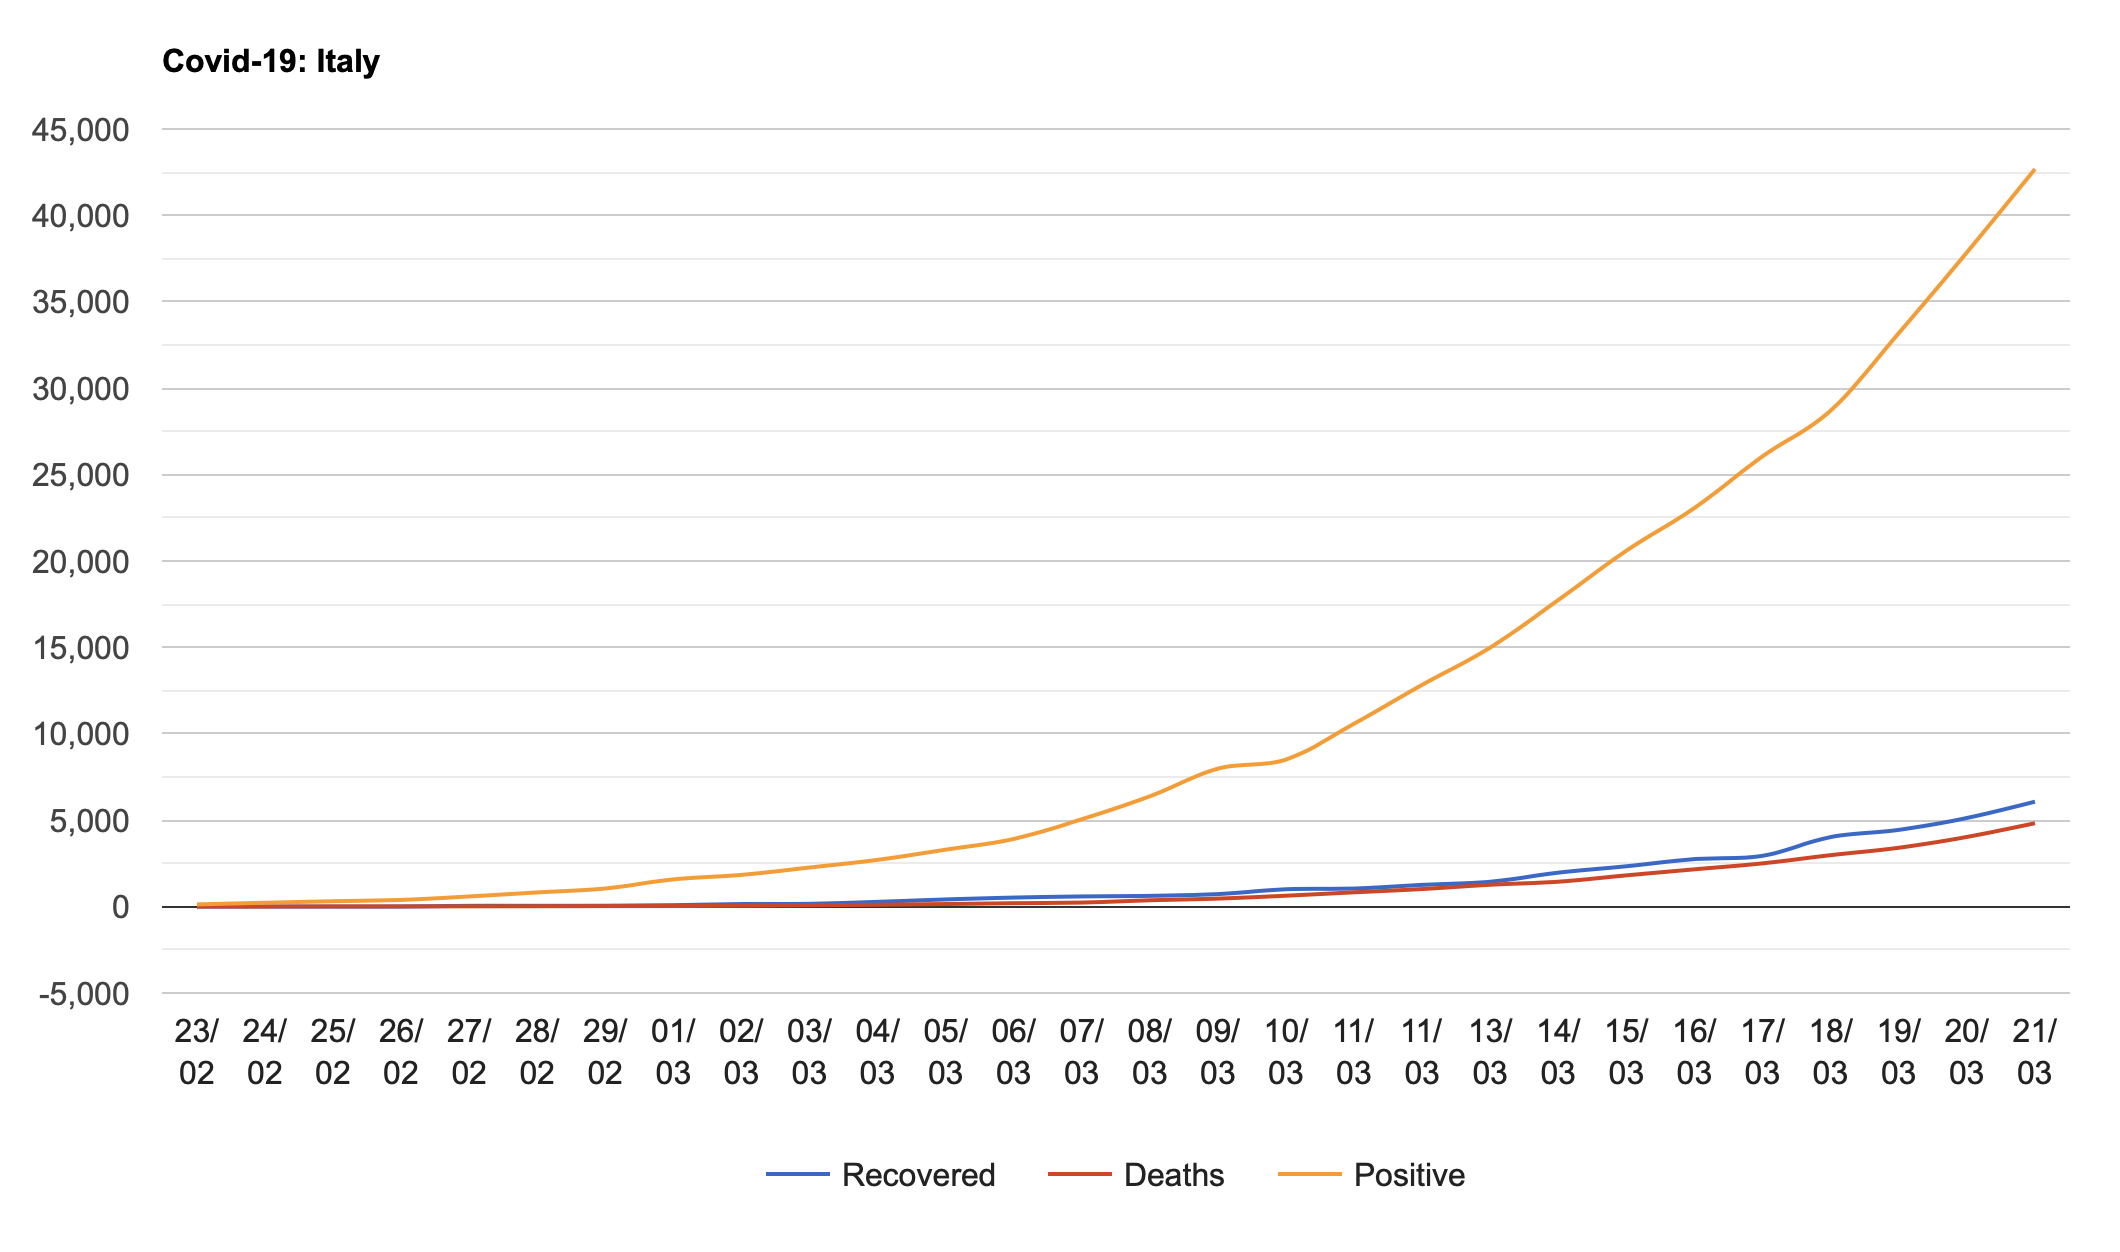 Covid-19: Italy
45,000
40,000
35,000
30,000
25,000
20,000
15,000
10,000
5,000
0
-5,000
23/ 24/ 25/ 26/ 27/ 28/ 29/ 01/ 02/ 03/ 04/ 05/ 06/ 07/ 08/ 09/ 10/ 11/ 11/ 13/ 14/ 15/ 16/ 17/ 18/ 19/ 20/ 21/
02 02 02 02 02 02 02 03 03 03 03 03 03 03 03 03 03 03 03 03 03 03 03 03 03 03 03 03
Recovered Deaths Positive